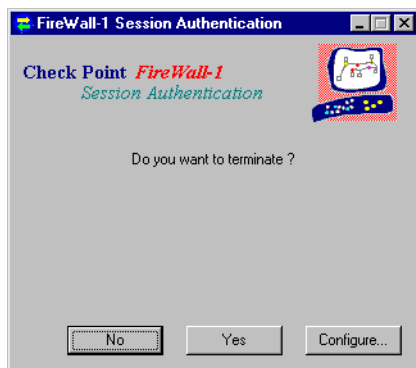 FireWall-1 Session Authentication
Check Point FireWall-1
Session Authentication
Do you want to terminate ?
No Yes Configure...